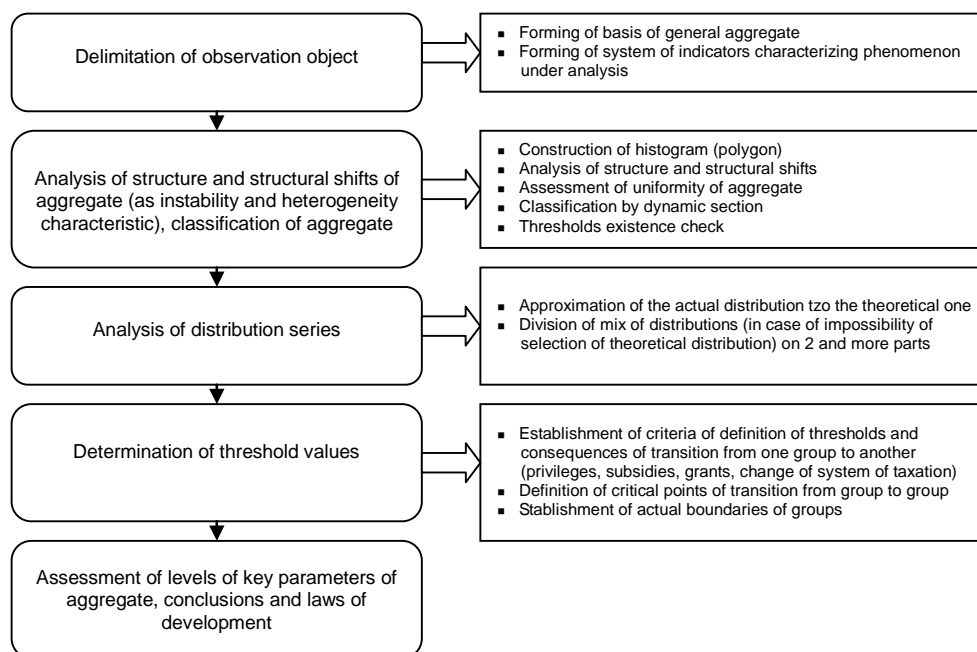 Delimitation of observation object
▪ Forming of basis of general aggregate
▪ Forming of system of indicators characterizing phenomenon
under analysis
Analysis of structure and structural shifts of
aggregate (as instability and heterogeneity
characteristic), classification of aggregate
▪ Construction of histogram (polygon)
▪ Analysis of structure and structural shifts
▪ Assessment of uniformity of aggregate
▪ Classification by dynamic section
▪ Thresholds existence check
Analysis of distribution series
▪ Approximation of the actual distribution tzo the theoretical one
▪ Division of mix of distributions (in case of impossibility of
selection of theoretical distribution) on 2 and more parts
Determination of threshold values
▪ Establishment of criteria of definition of thresholds and
consequences of transition from one group to another
(privileges, subsidies, grants, change of system of taxation)
▪ Definition of critical points of transition from group to group
▪ Stablishment of actual boundaries of groups
Assessment of levels of key parameters of
aggregate, conclusions and laws of
development